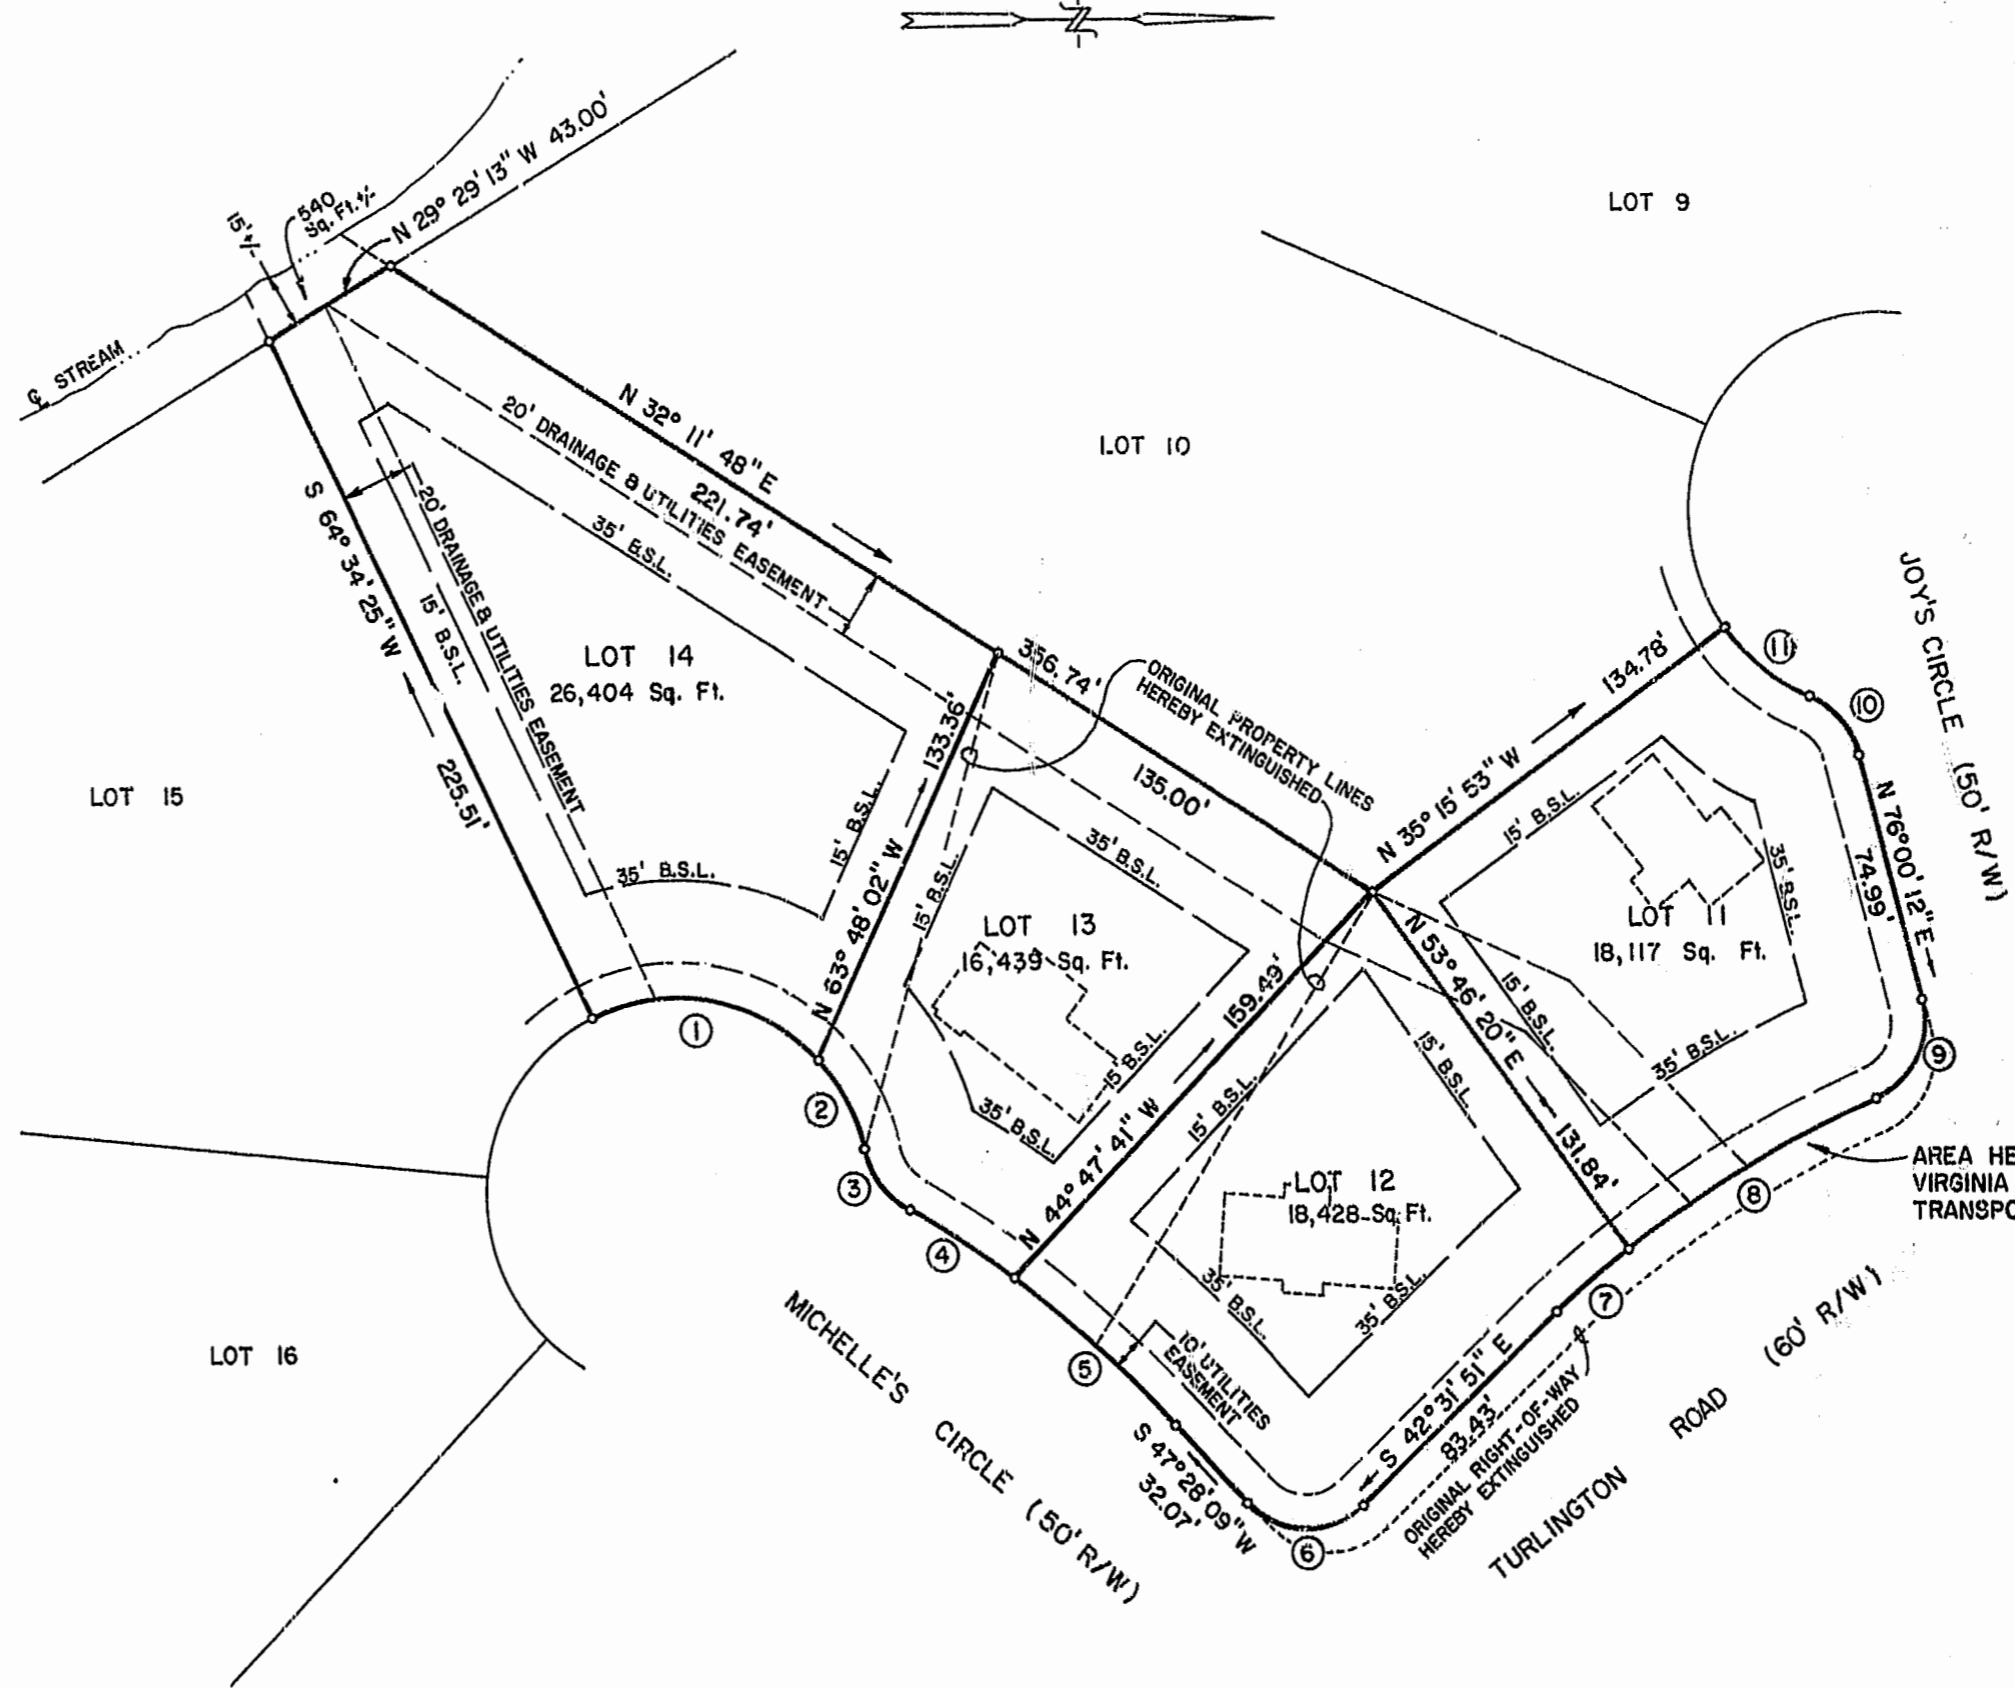 N
LOT 9
N 29° 29' 13" W 43.00'
540
Sq. Ft. +/-
15' +/-
℄ STREAM
LOT 10
N 32° 11' 48" E
221.74'
20' DRAINAGE & UTILITIES EASEMENT
35' B.S.L.
S 64° 34' 25" W
225.51'
15' B.S.L.
20' DRAINAGE & UTILITIES EASEMENT
LOT 14
26,404 Sq. Ft.
35' B.S.L.
15' B.S.L.
LOT 15
356.74'
135.00'
ORIGINAL PROPERTY LINES
HEREBY EXTINGUISHED
133.36'
N 63° 48' 02" W
15' B.S.L.
35' B.S.L.
LOT 13
16,439 Sq. Ft.
15' B.S.L.
35' B.S.L.
N 35° 15' 53" W
134.78'
15' B.S.L.
35' B.S.L.
LOT 11
18,117 Sq. Ft.
15' B.S.L.
35' B.S.L.
JOY'S CIRCLE (50' R/W)
11
10
N 76° 00' 12" E
74.99'
9
N 53° 46' 20" E
131.84'
N 44° 47' 41" W
159.49'
15' B.S.L.
15' B.S.L.
LOT 12
18,428 Sq. Ft.
35' B.S.L.
35' B.S.L.
AREA HE
VIRGINIA
TRANSPO
8
7
1
2
3
4
5
10' UTILITIES
EASEMENT
S 47° 28' 09" W
32.07'
6
S 42° 31' 51" E
83.43'
ORIGINAL RIGHT-OF-WAY
HEREBY EXTINGUISHED
MICHELLE'S CIRCLE (50' R/W)
TURLINGTON ROAD (60' R/W)
LOT 16